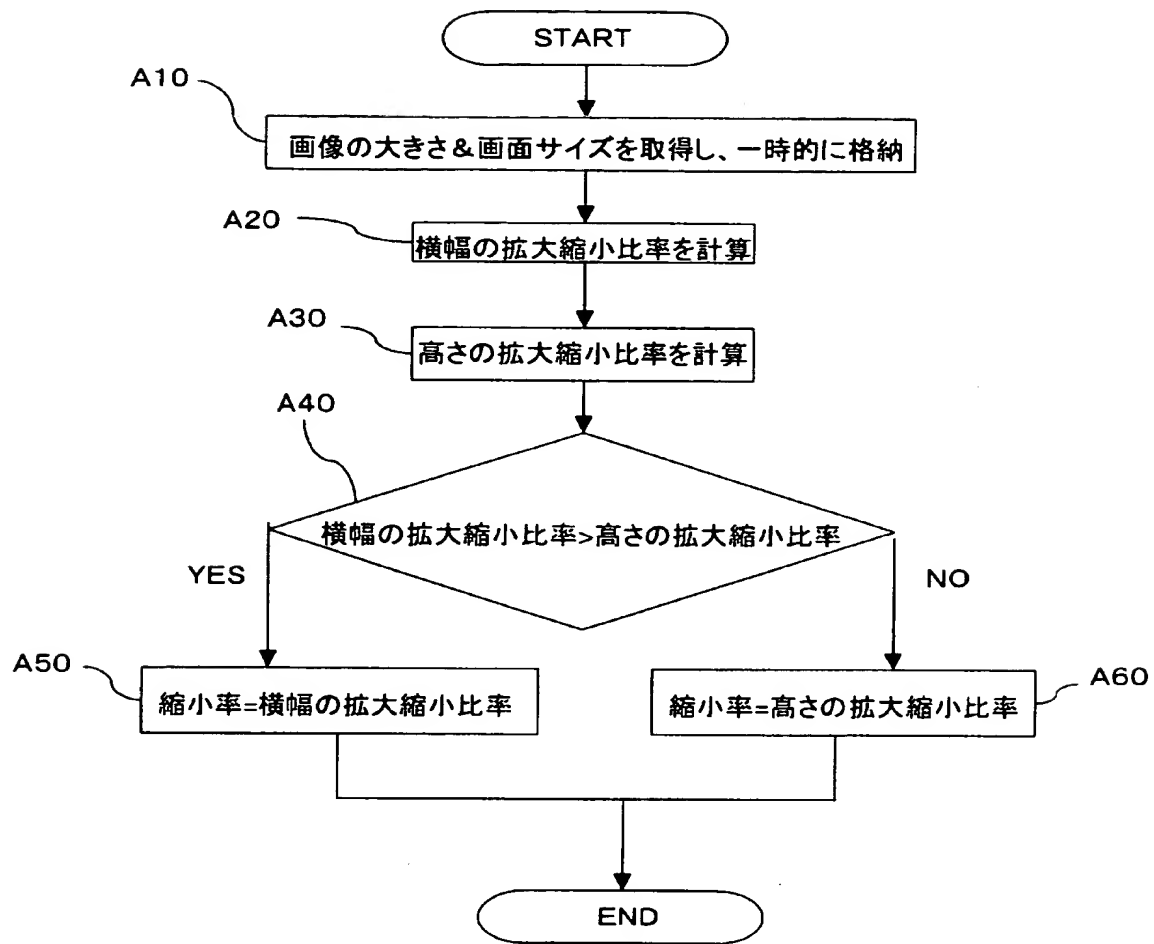 START
A10
画像の大きさ&画面サイズを取得し、一時的に格納
A20
横幅の拡大縮小比率を計算
A30
高さの拡大縮小比率を計算
A40
横幅の拡大縮小比率>高さの拡大縮小比率
YES
NO
A50
縮小率=横幅の拡大縮小比率
A60
縮小率=高さの拡大縮小比率
END